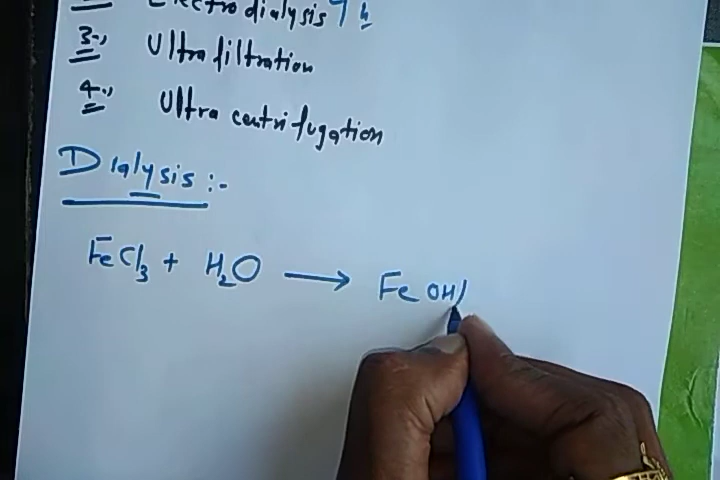 Electrodialysis
3., Ultrafiltration
4., Ultra centrifugation
Dialysis :-
FeCl3 + H2O → Fe OH)